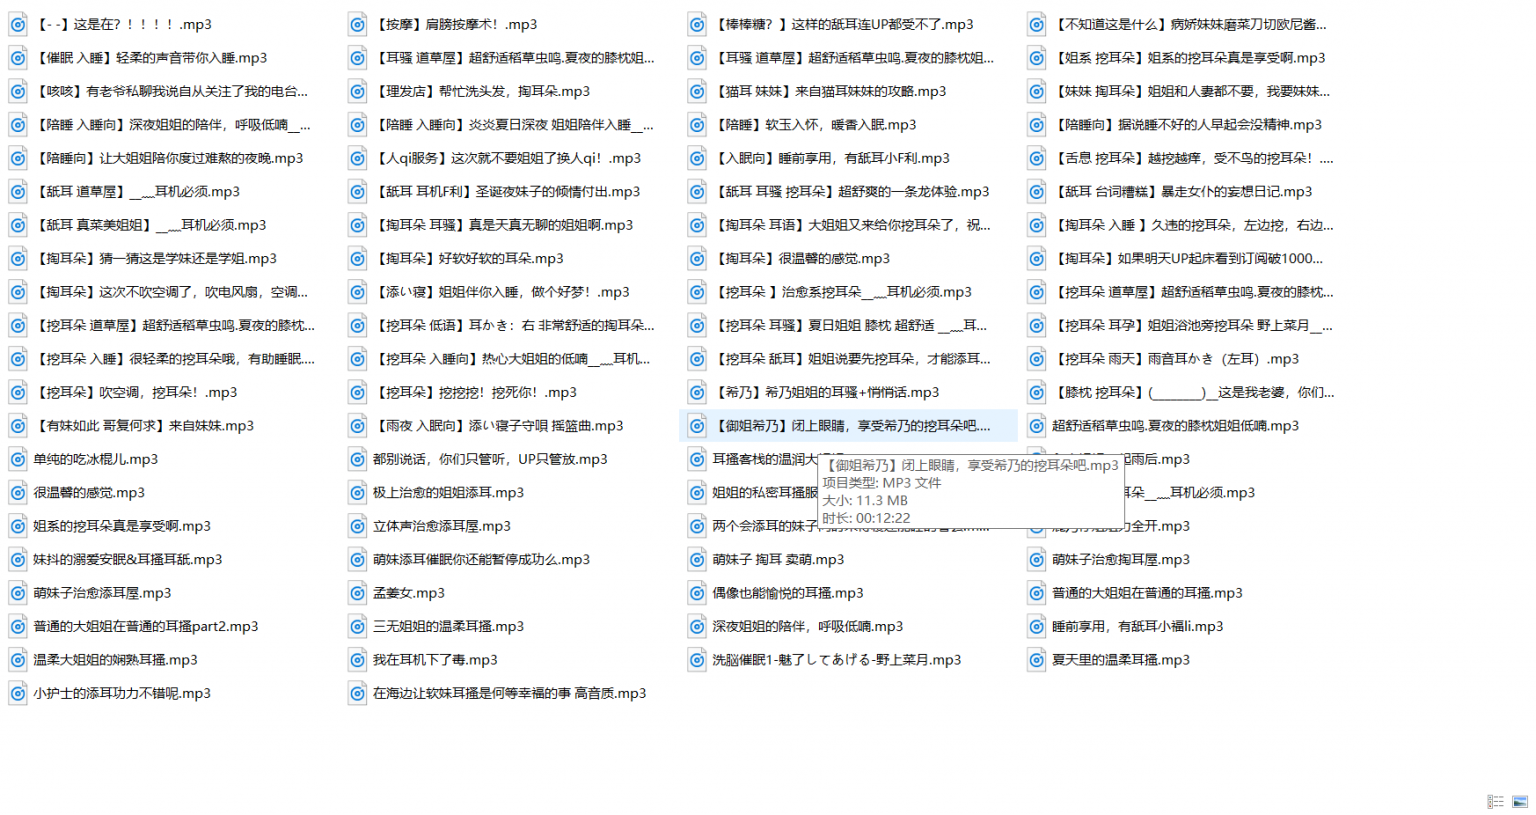 【- -】这是在？！！！！.mp3
【按摩】肩膀按摩术！.mp3
【棒棒糖？】这样的舐耳连UP都受不了.mp3
【不知道这是什么】病娇妹妹磨菜刀切欧尼酱...
【催眠 入睡】轻柔的声音带你入睡.mp3
【耳骚 道草屋】超舒适稻草虫鸣.夏夜的膝枕姐...
【耳骚 道草屋】超舒适稻草虫鸣.夏夜的膝枕姐...
【姐系 挖耳朵】姐系的挖耳朵真是享受啊.mp3
【咳咳】有老爷私聊我说自从关注了我的电台...
【理发店】帮忙洗头发，掏耳朵.mp3
【猫耳 妹妹】来自猫耳妹妹的攻略.mp3
【妹妹 掏耳朵】姐姐和人妻都不要，我要妹妹...
【陪睡 入睡向】深夜姐姐的陪伴，呼吸低喃__...
【陪睡 入睡向】炎炎夏日深夜 姐姐陪伴入睡__...
【陪睡】软玉入怀，暖香入眠.mp3
【陪睡向】据说睡不好的人早起会没精神.mp3
【陪睡向】让大姐姐陪你度过难熬的夜晚.mp3
【人qi服务】这次就不要姐姐了换人qi！.mp3
【入眠向】睡前享用，有舐耳小F利.mp3
【舌息 挖耳朵】越挖越痒，受不鸟的挖耳朵！....
【舐耳 道草屋】__﹏耳机必须.mp3
【舐耳 耳机F利】圣诞夜妹子的倾情付出.mp3
【舐耳 耳骚 挖耳朵】超舒爽的一条龙体验.mp3
【舐耳 台词糟糕】暴走女仆的妄想日记.mp3
【舐耳 真菜美姐姐】__﹏耳机必须.mp3
【掏耳朵 耳骚】真是天真无聊的姐姐啊.mp3
【掏耳朵 耳语】大姐姐又来给你挖耳朵了，祝...
【掏耳朵 入睡 】久违的挖耳朵，左边挖，右边...
【掏耳朵】猜一猜这是学妹还是学姐.mp3
【掏耳朵】好软好软的耳朵.mp3
【掏耳朵】很温馨的感觉.mp3
【掏耳朵】如果明天UP起床看到订阅破1000...
【掏耳朵】这次不吹空调了，吹电风扇，空调...
【添い寝】姐姐伴你入睡，做个好梦！.mp3
【挖耳朵 】治愈系挖耳朵__﹏耳机必须.mp3
【挖耳朵 道草屋】超舒适稻草虫鸣.夏夜的膝枕...
【挖耳朵 道草屋】超舒适稻草虫鸣.夏夜的膝枕...
【挖耳朵 低语】耳かき：右 非常舒适的掏耳朵...
【挖耳朵 耳骚】夏日姐姐 膝枕 超舒适 __﹏耳...
【挖耳朵 耳孕】姐姐浴池旁挖耳朵 野上菜月__...
【挖耳朵 入睡】很轻柔的挖耳朵哦，有助睡眠....
【挖耳朵 入睡向】热心大姐姐的低喃__﹏耳机...
【挖耳朵 舐耳】姐姐说要先挖耳朵，才能添耳...
【挖耳朵 雨天】雨音耳かき（左耳）.mp3
【挖耳朵】吹空调，挖耳朵！.mp3
【挖耳朵】挖挖挖！挖死你！.mp3
【希乃】希乃姐姐的耳骚+悄悄话.mp3
【膝枕 挖耳朵】(________)__这是我老婆，你们...
【有妹如此 哥复何求】来自妹妹.mp3
【雨夜 入眠向】添い寝子守唄 摇篮曲.mp3
【御姐希乃】闭上眼睛，享受希乃的挖耳朵吧....
超舒适稻草虫鸣.夏夜的膝枕姐姐低喃.mp3
单纯的吃冰棍儿.mp3
都别说话，你们只管听，UP只管放.mp3
耳搔客栈的温润大
起雨后.mp3
【御姐希乃】闭上眼睛，享受希乃的挖耳朵吧.mp3
项目类型: MP3 文件
大小: 11.3 MB
时长: 00:12:22
很温馨的感觉.mp3
极上治愈的姐姐添耳.mp3
姐姐的私密耳搔服
耳朵__﹏耳机必须.mp3
姐系的挖耳朵真是享受啊.mp3
立体声治愈添耳屋.mp3
两个会添耳的妹子
力全开.mp3
妹抖的溺爱安眠&耳搔耳舐.mp3
萌妹添耳催眠你还能暂停成功么.mp3
萌妹子 掏耳 卖萌.mp3
萌妹子治愈掏耳屋.mp3
萌妹子治愈添耳屋.mp3
孟姜女.mp3
偶像也能愉悦的耳搔.mp3
普通的大姐姐在普通的耳搔.mp3
普通的大姐姐在普通的耳搔part2.mp3
三无姐姐的温柔耳搔.mp3
深夜姐姐的陪伴，呼吸低喃.mp3
睡前享用，有舐耳小福li.mp3
温柔大姐姐的娴熟耳搔.mp3
我在耳机下了毒.mp3
洗脑催眠1-魅了してあげる-野上菜月.mp3
夏天里的温柔耳搔.mp3
小护士的添耳功力不错呢.mp3
在海边让软妹耳搔是何等幸福的事 高音质.mp3